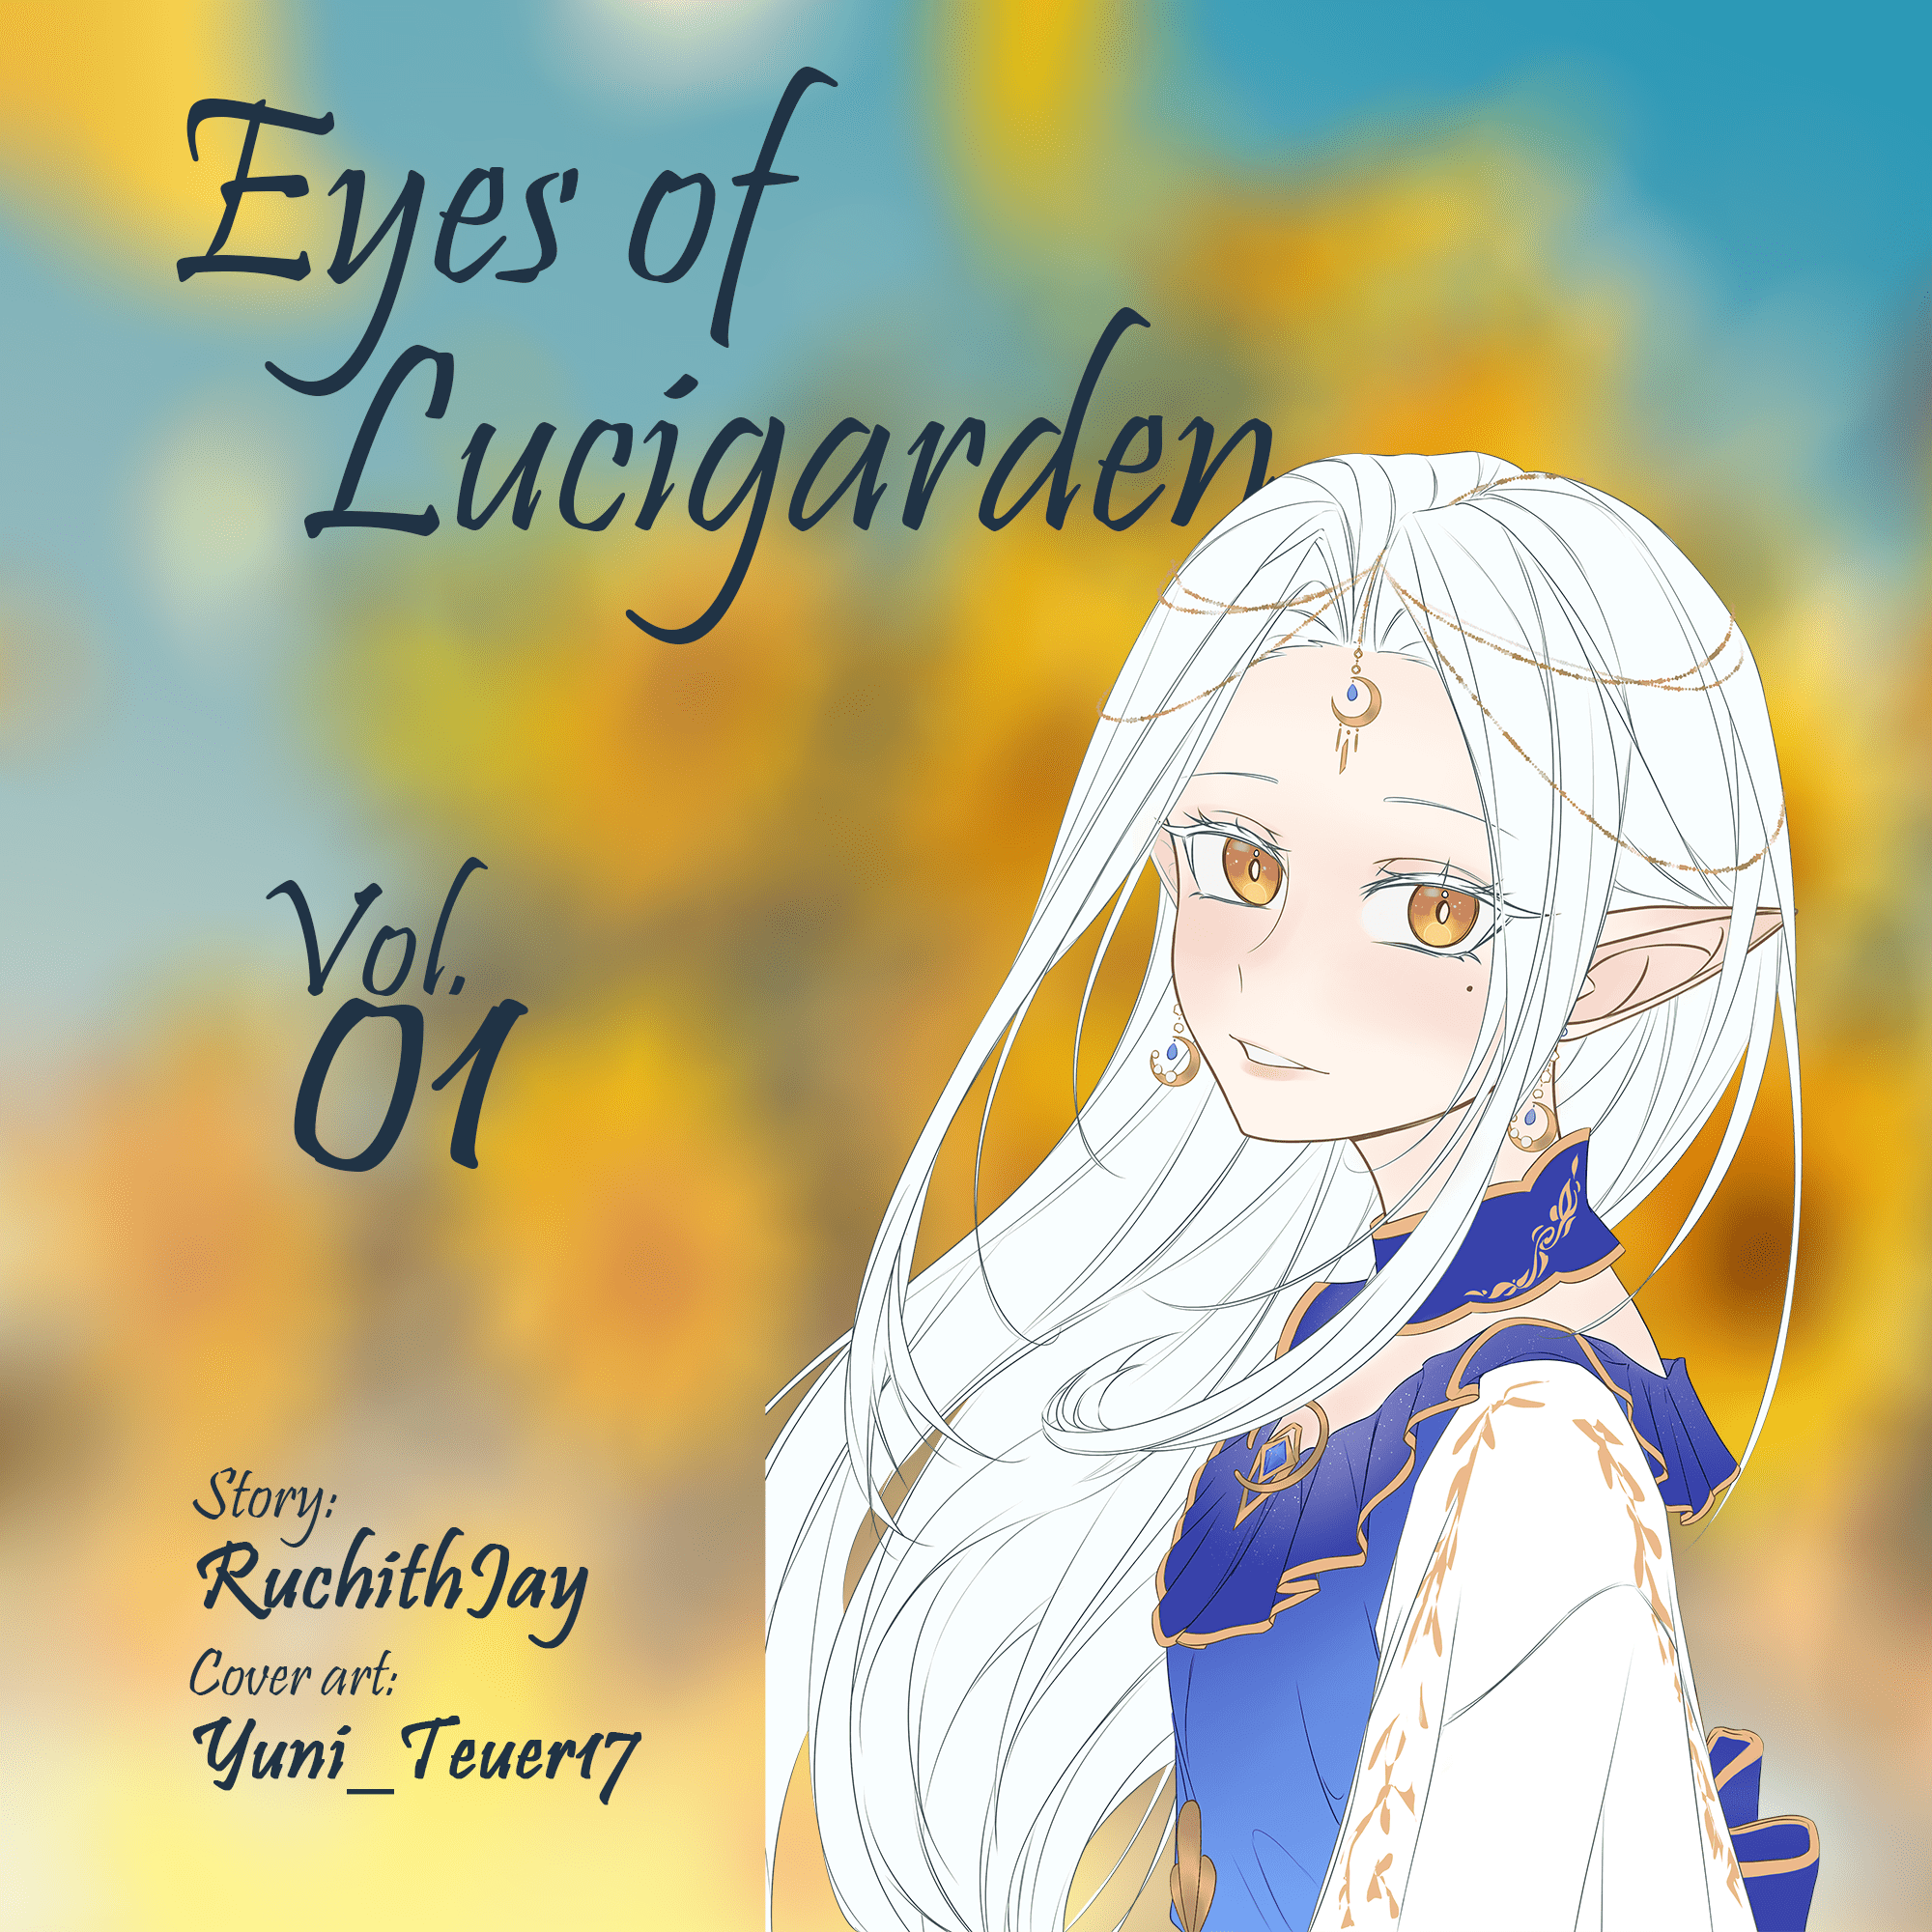 Eyes of
Lucigarden
Vol.
01
Story:
RuchithJay
Cover art:
Yuni_Teuer17